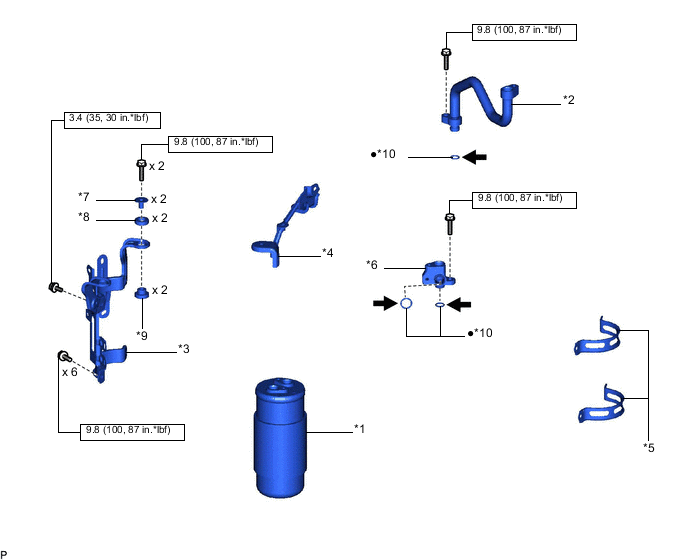 9.8 (100, 87 in.*lbf)
*2
3.4 (35, 30 in.*lbf)
9.8 (100, 87 in.*lbf)
●*10
x 2
*7
x 2
9.8 (100, 87 in.*lbf)
*8
x 2
*4
*6
x 2
*9
●*10
*3
x 6
*1
9.8 (100, 87 in.*lbf)
*5
P